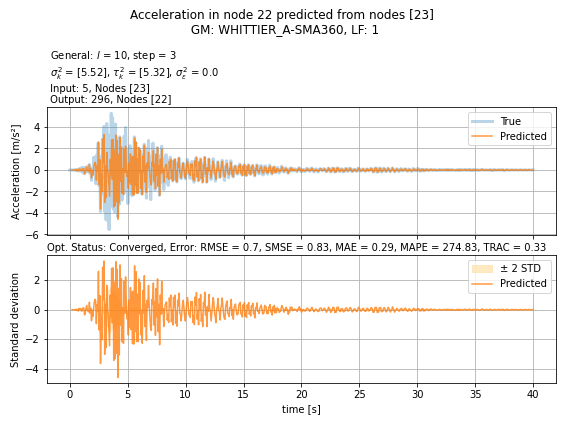 Acceleration in node 22 predicted from nodes [23]
GM: WHITTIER_A-SMA360, LF: 1
General: l = 10, step = 3
σ²ₖ = [5.52], τ²ₖ = [5.32], σ²ε = 0.0
Input: 5, Nodes [23]
Output: 296, Nodes [22]
True
Predicted
Acceleration [m/s²]
4
2
0
−2
−4
−6
Opt. Status: Converged, Error: RMSE = 0.7, SMSE = 0.83, MAE = 0.29, MAPE = 274.83, TRAC = 0.33
± 2 STD
Predicted
Standard deviation
2
0
−2
−4
0 5 10 15 20 25 30 35 40
time [s]